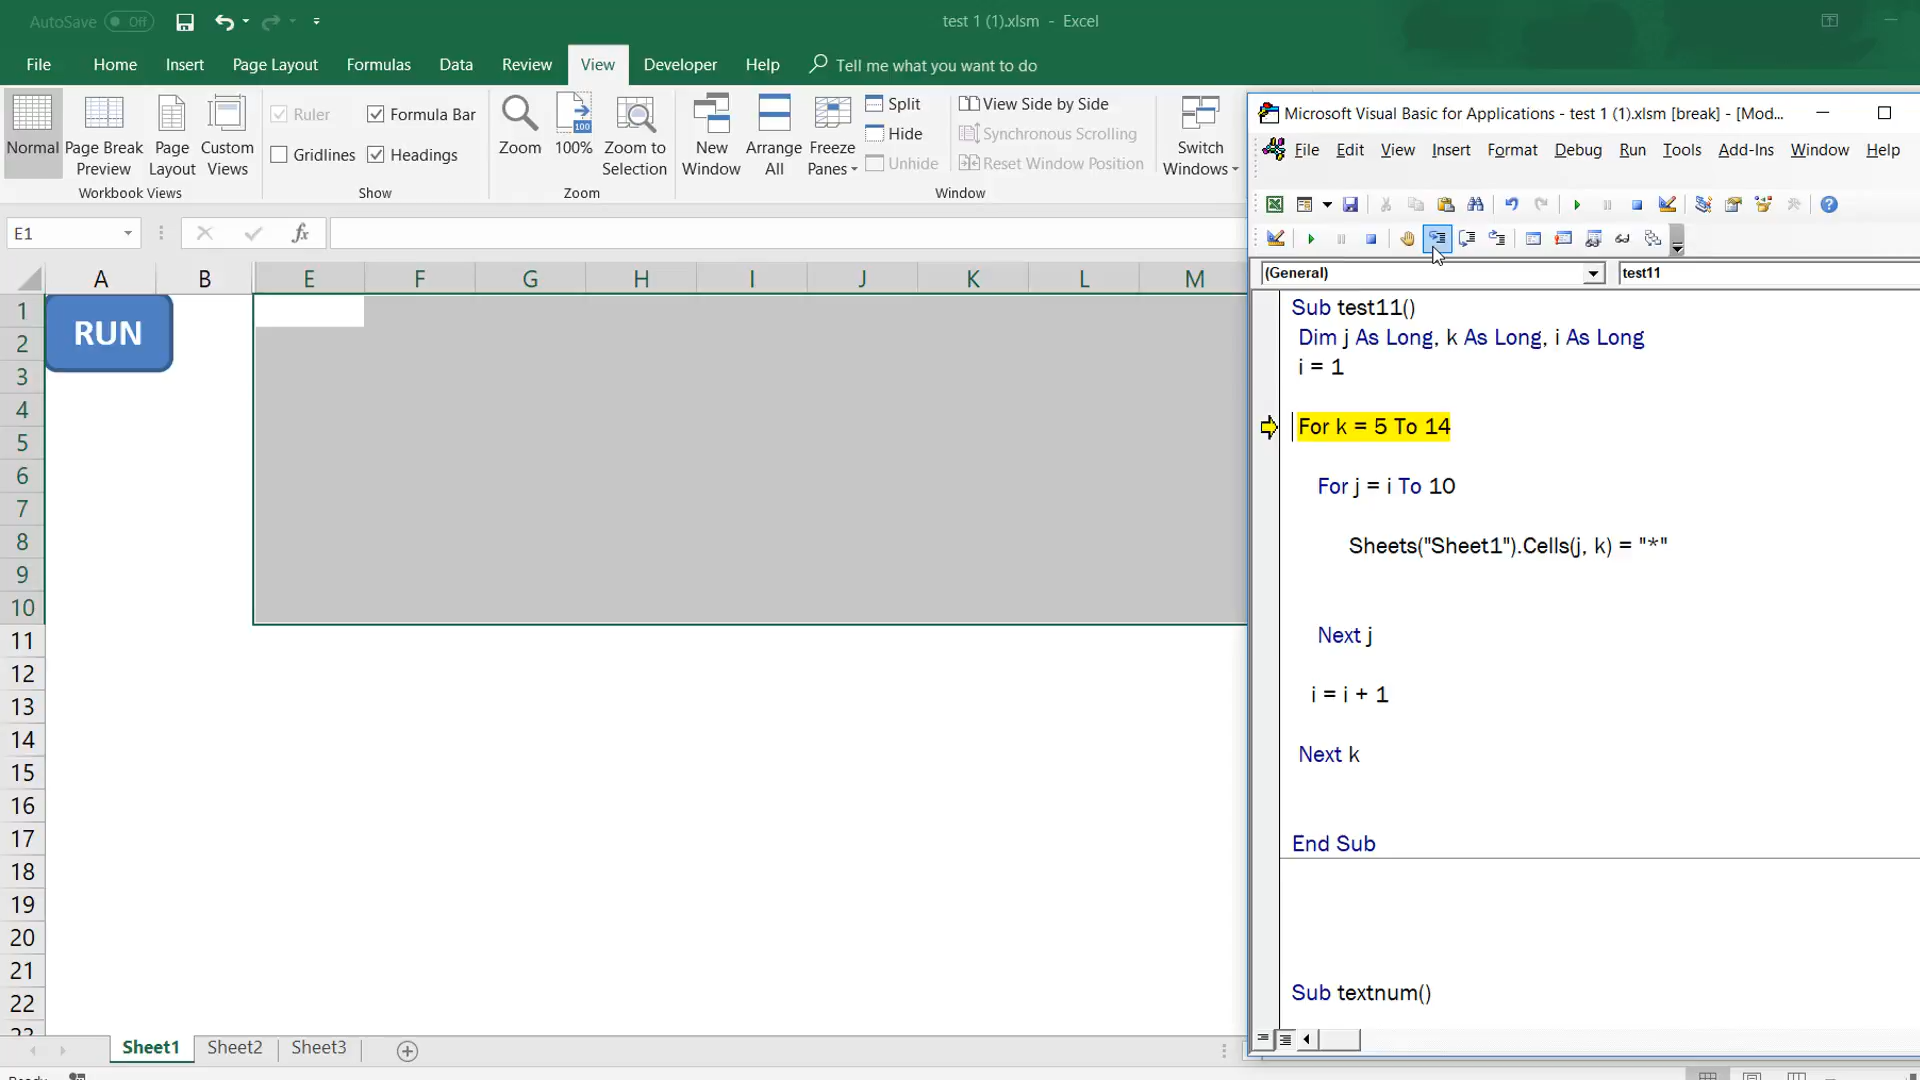 AutoSave Off
test 1 (1).xlsm - Excel
File Home Insert Page Layout Formulas Data Review View Developer Help Tell me what you want to do
Normal
Page Break Preview
Page Layout
Custom Views
Workbook Views
Ruler
Formula Bar
Gridlines
Headings
Show
Zoom
100
100%
Zoom to Selection
Zoom
New Window
Arrange All
Freeze Panes
Split
Hide
Unhide
View Side by Side
Synchronous Scrolling
Reset Window Position
Window
Switch Windows
E1
fx
A B E F G H I J K L M
1
2
3
4
5
6
7
8
9
10
11
12
13
14
15
16
17
18
19
20
21
22
23
RUN
Sheet1 Sheet2 Sheet3
Ready
Microsoft Visual Basic for Applications - test 1 (1).xlsm [break] - [Mod...
File Edit View Insert Format Debug Run Tools Add-Ins Window Help
(General)
test11
Sub test11()
Dim j As Long, k As Long, i As Long
i = 1
For k = 5 To 14
For j = i To 10
Sheets("Sheet1").Cells(j, k) = "*"
Next j
i = i + 1
Next k
End Sub
Sub textnum()